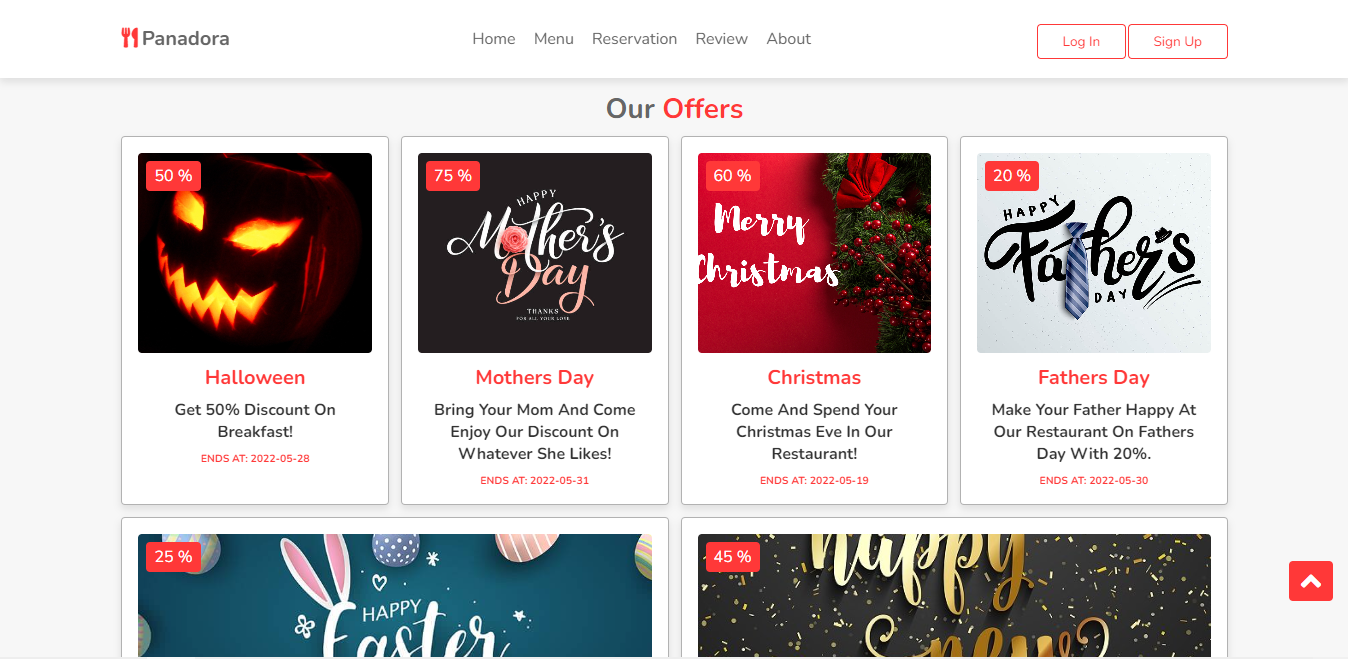 Panadora
Home Menu Reservation Review About
Log In Sign Up
Our Offers
50 %
75 %
60 %
20 %
HAPPY
Mother's
Day
THANKS
FOR ALL YOUR LOVE
Merry
Christmas
HAPPY
Father's
DAY
Halloween
Get 50% Discount On
Breakfast!
ENDS AT: 2022-05-28
Mothers Day
Bring Your Mom And Come
Enjoy Our Discount On
Whatever She Likes!
ENDS AT: 2022-05-31
Christmas
Come And Spend Your
Christmas Eve In Our
Restaurant!
ENDS AT: 2022-05-19
Fathers Day
Make Your Father Happy At
Our Restaurant On Fathers
Day With 20%.
ENDS AT: 2022-05-30
25 %
HAPPY
Easter
45 %
happy
new